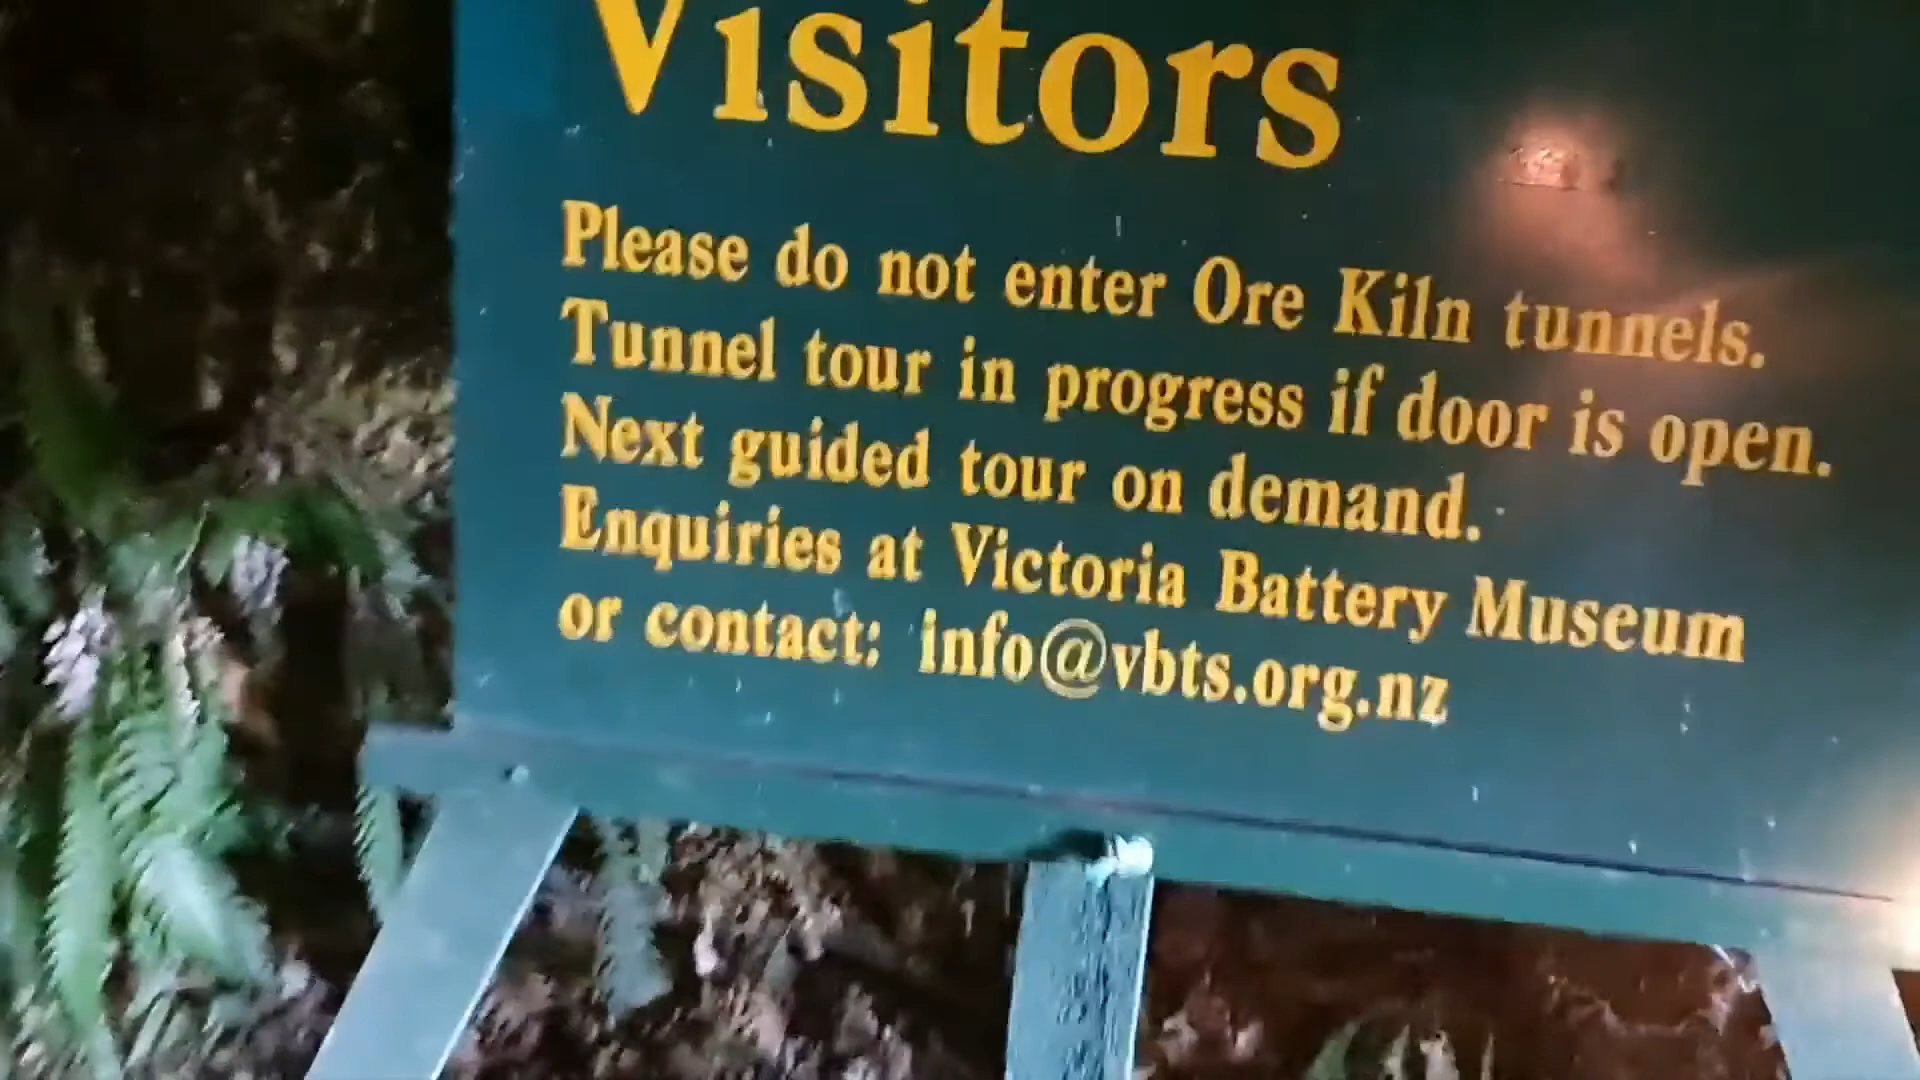 Visitors
Please do not enter Ore Kiln tunnels.
Tunnel tour in progress if door is open.
Next guided tour on demand.
Enquiries at Victoria Battery Museum
or contact: info@vbts.org.nz